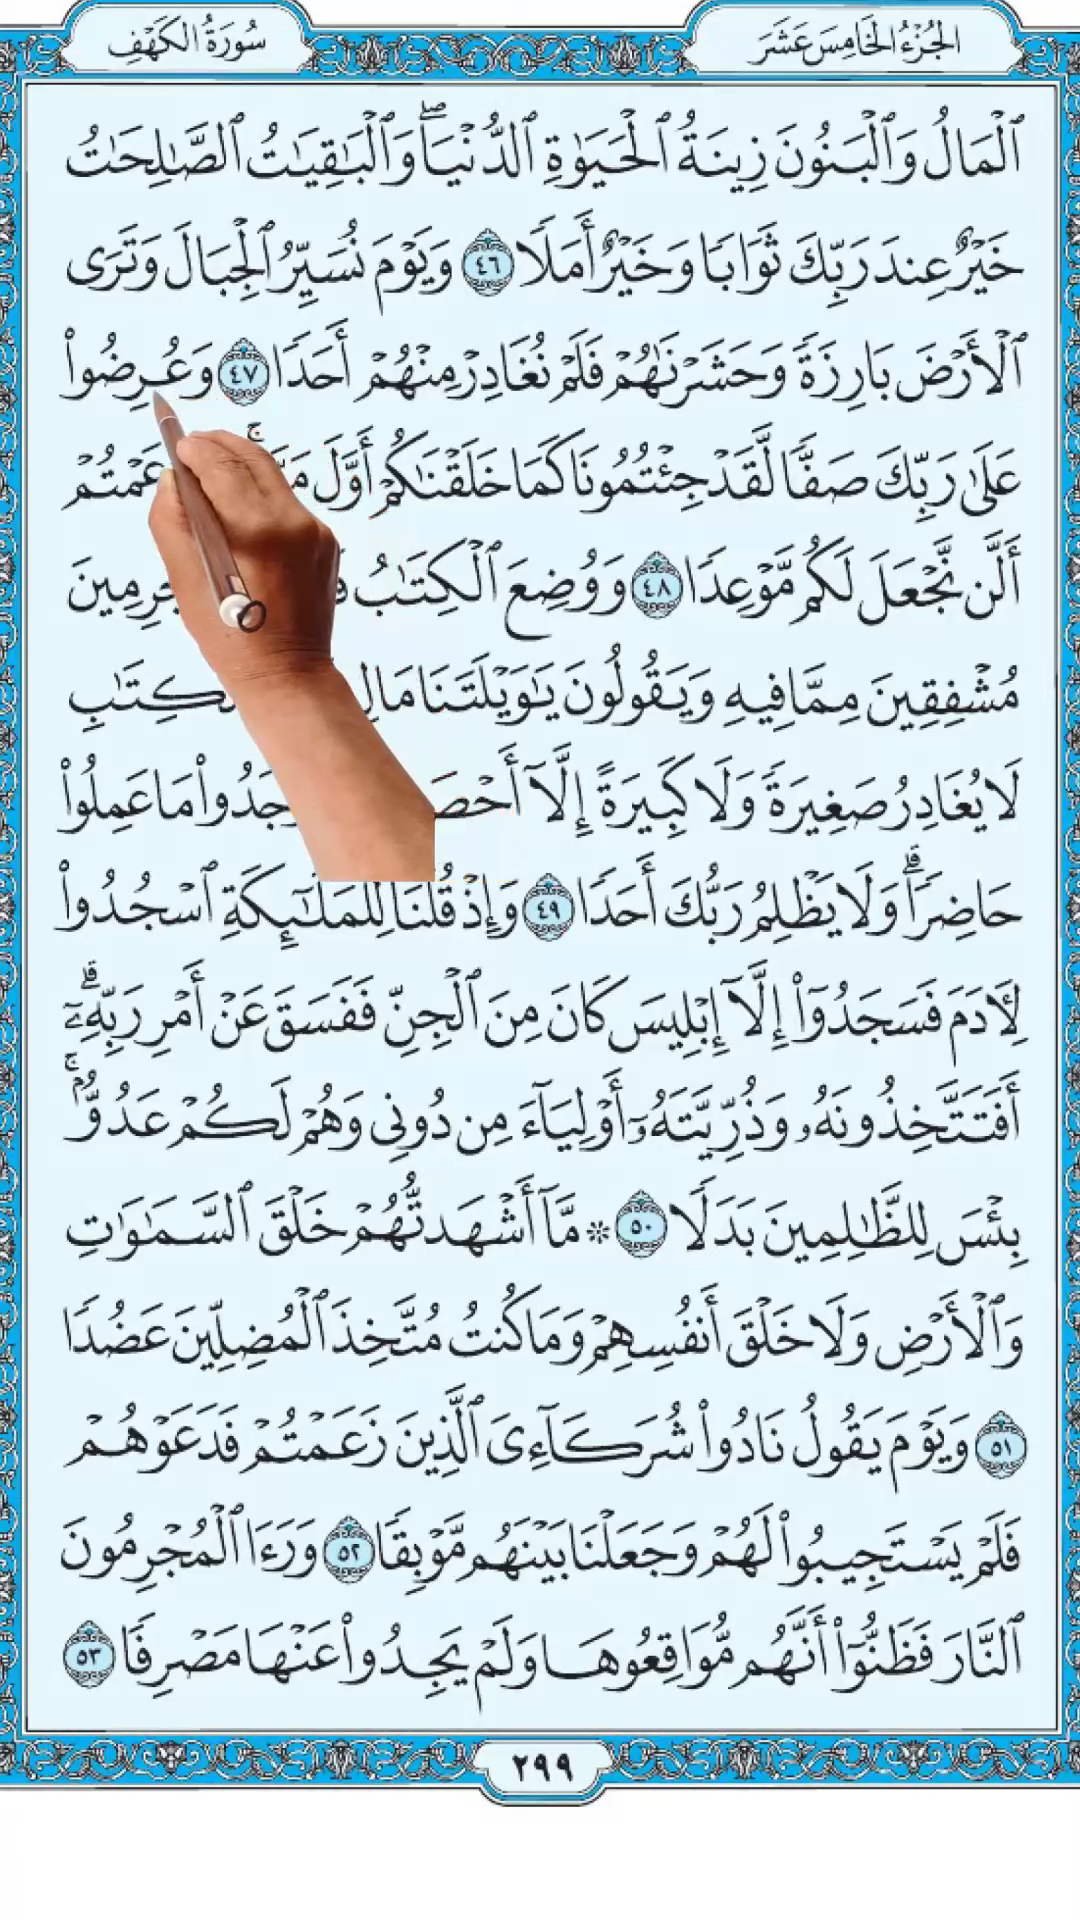 الجُزْءُ الخَامِسَ عَشَرَ
سُورَةُ الكَهْفِ
ٱلْمَالُ وَٱلْبَنُونَ زِينَةُ ٱلْحَيَوٰةِ ٱلدُّنْيَاۖ وَٱلْبَٰقِيَٰتُ ٱلصَّٰلِحَٰتُ
خَيْرٌ عِندَ رَبِّكَ ثَوَابًا وَخَيْرٌ أَمَلًا ٤٦ وَيَوْمَ نُسَيِّرُ ٱلْجِبَالَ وَتَرَى
ٱلْأَرْضَ بَارِزَةً وَحَشَرْنَٰهُمْ فَلَمْ نُغَادِرْ مِنْهُمْ أَحَدًا ٤٧ وَعُرِضُوا۟
عَلَىٰ رَبِّكَ صَفًّا لَّقَدْ جِئْتُمُونَا كَمَا خَلَقْنَٰكُمْ أَوَّلَ
أَلَّن نَّجْعَلَ لَكُم مَّوْعِدًا ٤٨ وَوُضِعَ ٱلْكِتَٰبُ
مُشْفِقِينَ مِمَّا فِيهِ وَيَقُولُونَ يَٰوَيْلَتَنَا مَالِ
لَا يُغَادِرُ صَغِيرَةً وَلَا كَبِيرَةً إِلَّآ مَا عَمِلُوا۟
حَاضِرًاۗ وَلَا يَظْلِمُ رَبُّكَ أَحَدًا ٤٩ وَإِذْ قُلْنَا لِلْمَلَٰٓئِكَةِ ٱسْجُدُوا۟
لِءَادَمَ فَسَجَدُوٓا۟ إِلَّآ إِبْلِيسَ كَانَ مِنَ ٱلْجِنِّ فَفَسَقَ عَنْ أَمْرِ رَبِّهِۦٓۗ
أَفَتَتَّخِذُونَهُۥ وَذُرِّيَّتَهُۥٓ أَوْلِيَآءَ مِن دُونِى وَهُمْ لَكُمْ عَدُوٌّۢۚ
بِئْسَ لِلظَّٰلِمِينَ بَدَلًا ٥٠ ۞ مَّآ أَشْهَدتُّهُمْ خَلْقَ ٱلسَّمَٰوَٰتِ
وَٱلْأَرْضِ وَلَا خَلْقَ أَنفُسِهِمْ وَمَا كُنتُ مُتَّخِذَ ٱلْمُضِلِّينَ عَضُدًا
٥١ وَيَوْمَ يَقُولُ نَادُوا۟ شُرَكَآءِىَ ٱلَّذِينَ زَعَمْتُمْ فَدَعَوْهُمْ
فَلَمْ يَسْتَجِيبُوا۟ لَهُمْ وَجَعَلْنَا بَيْنَهُم مَّوْبِقًا ٥٢ وَرَءَا ٱلْمُجْرِمُونَ
ٱلنَّارَ فَظَنُّوٓا۟ أَنَّهُم مُّوَاقِعُوهَا وَلَمْ يَجِدُوا۟ عَنْهَا مَصْرِفًا ٥٣
٢٩٩